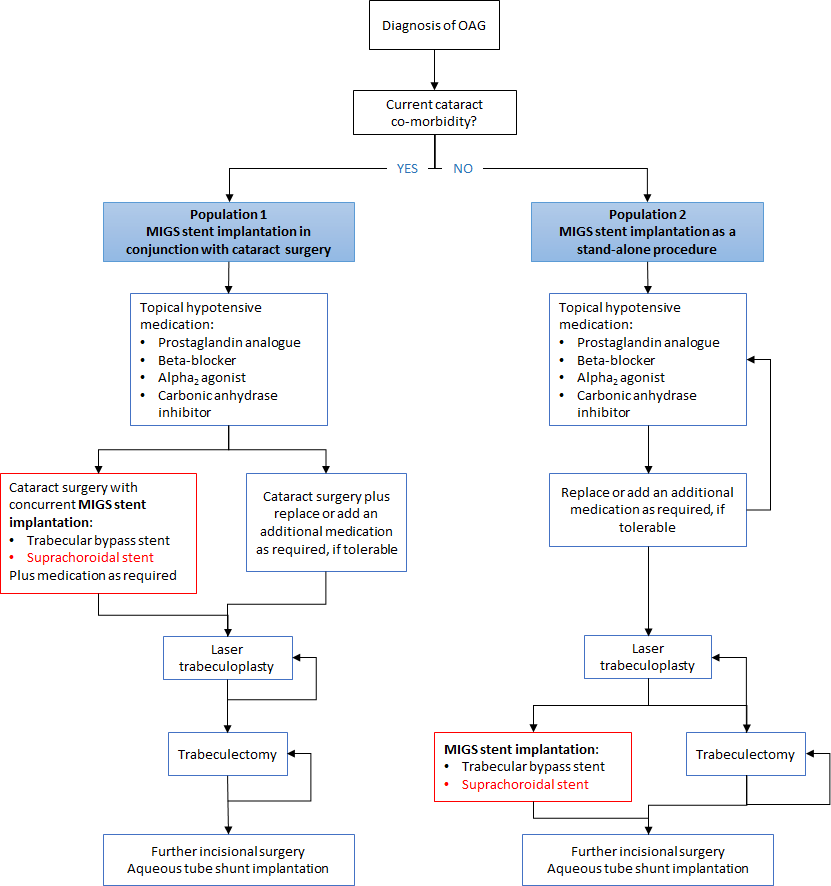 Diagnosis of OAG
Current cataract
co-morbidity?
YES
NO
Population 1
MIGS stent implantation in
conjunction with cataract surgery
Population 2
MIGS stent implantation as a
stand-alone procedure
Topical hypotensive
medication:
• Prostaglandin analogue
• Beta-blocker
• Alpha₂ agonist
• Carbonic anhydrase
inhibitor
Topical hypotensive
medication:
• Prostaglandin analogue
• Beta-blocker
• Alpha₂ agonist
• Carbonic anhydrase
inhibitor
Cataract surgery with
concurrent MIGS stent
implantation:
• Trabecular bypass stent
• Suprachoroidal stent
Plus medication as required
Cataract surgery plus
replace or add an
additional medication
as required, if tolerable
Replace or add an additional
medication as required, if
tolerable
Laser
trabeculoplasty
Laser
trabeculoplasty
Trabeculectomy
MIGS stent implantation:
• Trabecular bypass stent
• Suprachoroidal stent
Trabeculectomy
Further incisional surgery
Aqueous tube shunt implantation
Further incisional surgery
Aqueous tube shunt implantation